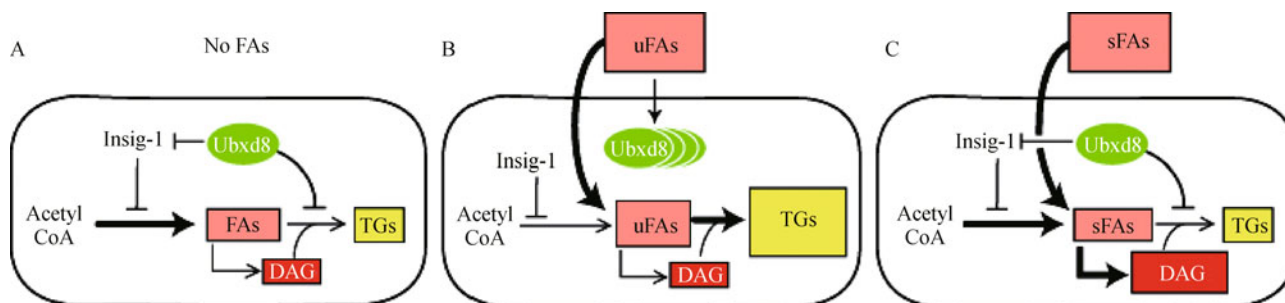 A
No FAs
Insig-1
Ubxd8
Acetyl
CoA
FAs
TGs
DAG
B
uFAs
Ubxd8
Insig-1
Acetyl
CoA
uFAs
TGs
DAG
C
sFAs
Insig-1
Ubxd8
Acetyl
CoA
sFAs
TGs
DAG